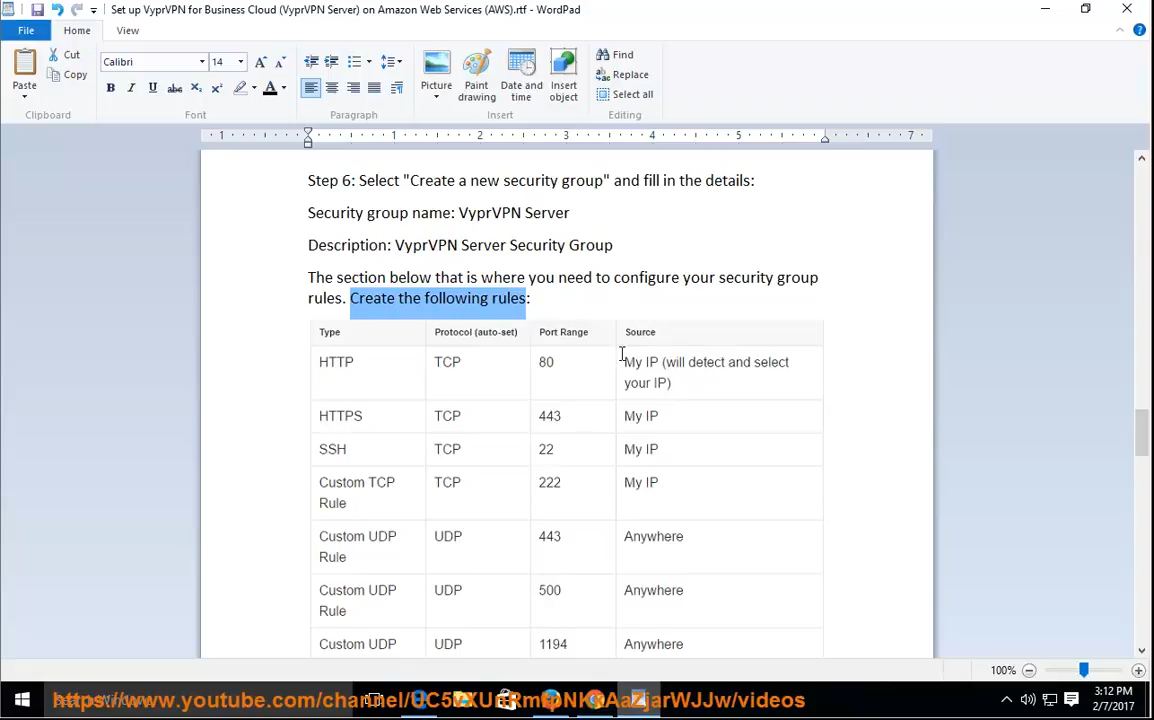 Set up VyprVPN for Business Cloud (VyprVPN Server) on Amazon Web Services (AWS).rtf - WordPad
File
Home
View
Paste
Cut
Copy
Calibri
14
Picture
Paint
drawing
Date and
time
Insert
object
Find
Replace
Select all
Clipboard
Font
Paragraph
Insert
Editing
1 1 2 3 4 5 7
Step 6: Select "Create a new security group" and fill in the details:
Security group name: VyprVPN Server
Description: VyprVPN Server Security Group
The section below that is where you need to configure your security group
rules. Create the following rules:
Type Protocol (auto-set) Port Range Source
HTTP TCP 80 My IP (will detect and select
your IP)
HTTPS TCP 443 My IP
SSH TCP 22 My IP
Custom TCP TCP 222 My IP
Rule
Custom UDP UDP 443 Anywhere
Rule
Custom UDP UDP 500 Anywhere
Rule
Custom UDP UDP 1194 Anywhere
100%
3:12 PM
2/7/2017